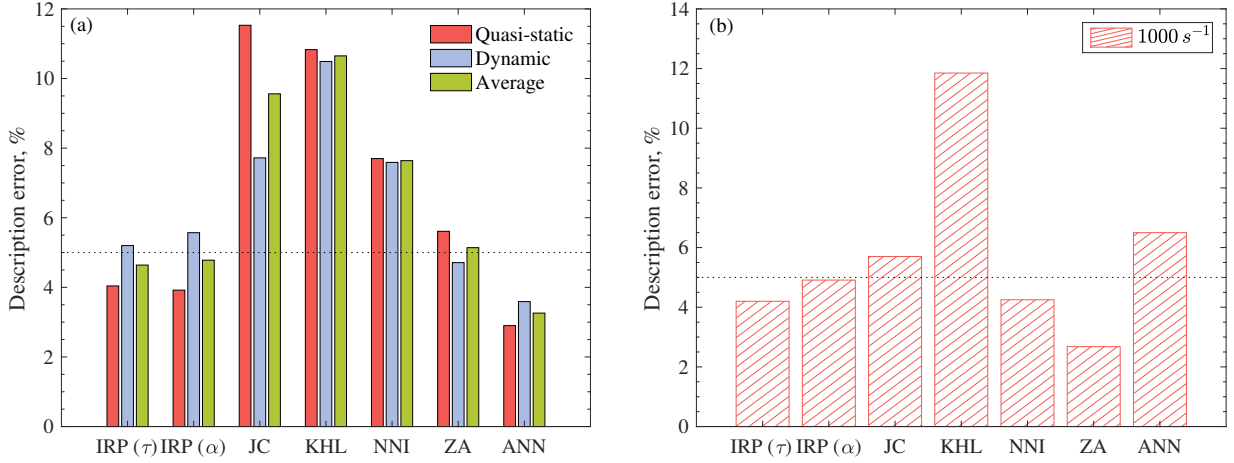 (a)
Quasi-static
Dynamic
Average
Description error, %
12
10
8
6
4
2
0
IRP (τ) IRP (α) JC KHL NNI ZA ANN
(b)
1000 s⁻¹
Description error, %
14
12
10
8
6
4
2
0
IRP (τ) IRP (α) JC KHL NNI ZA ANN